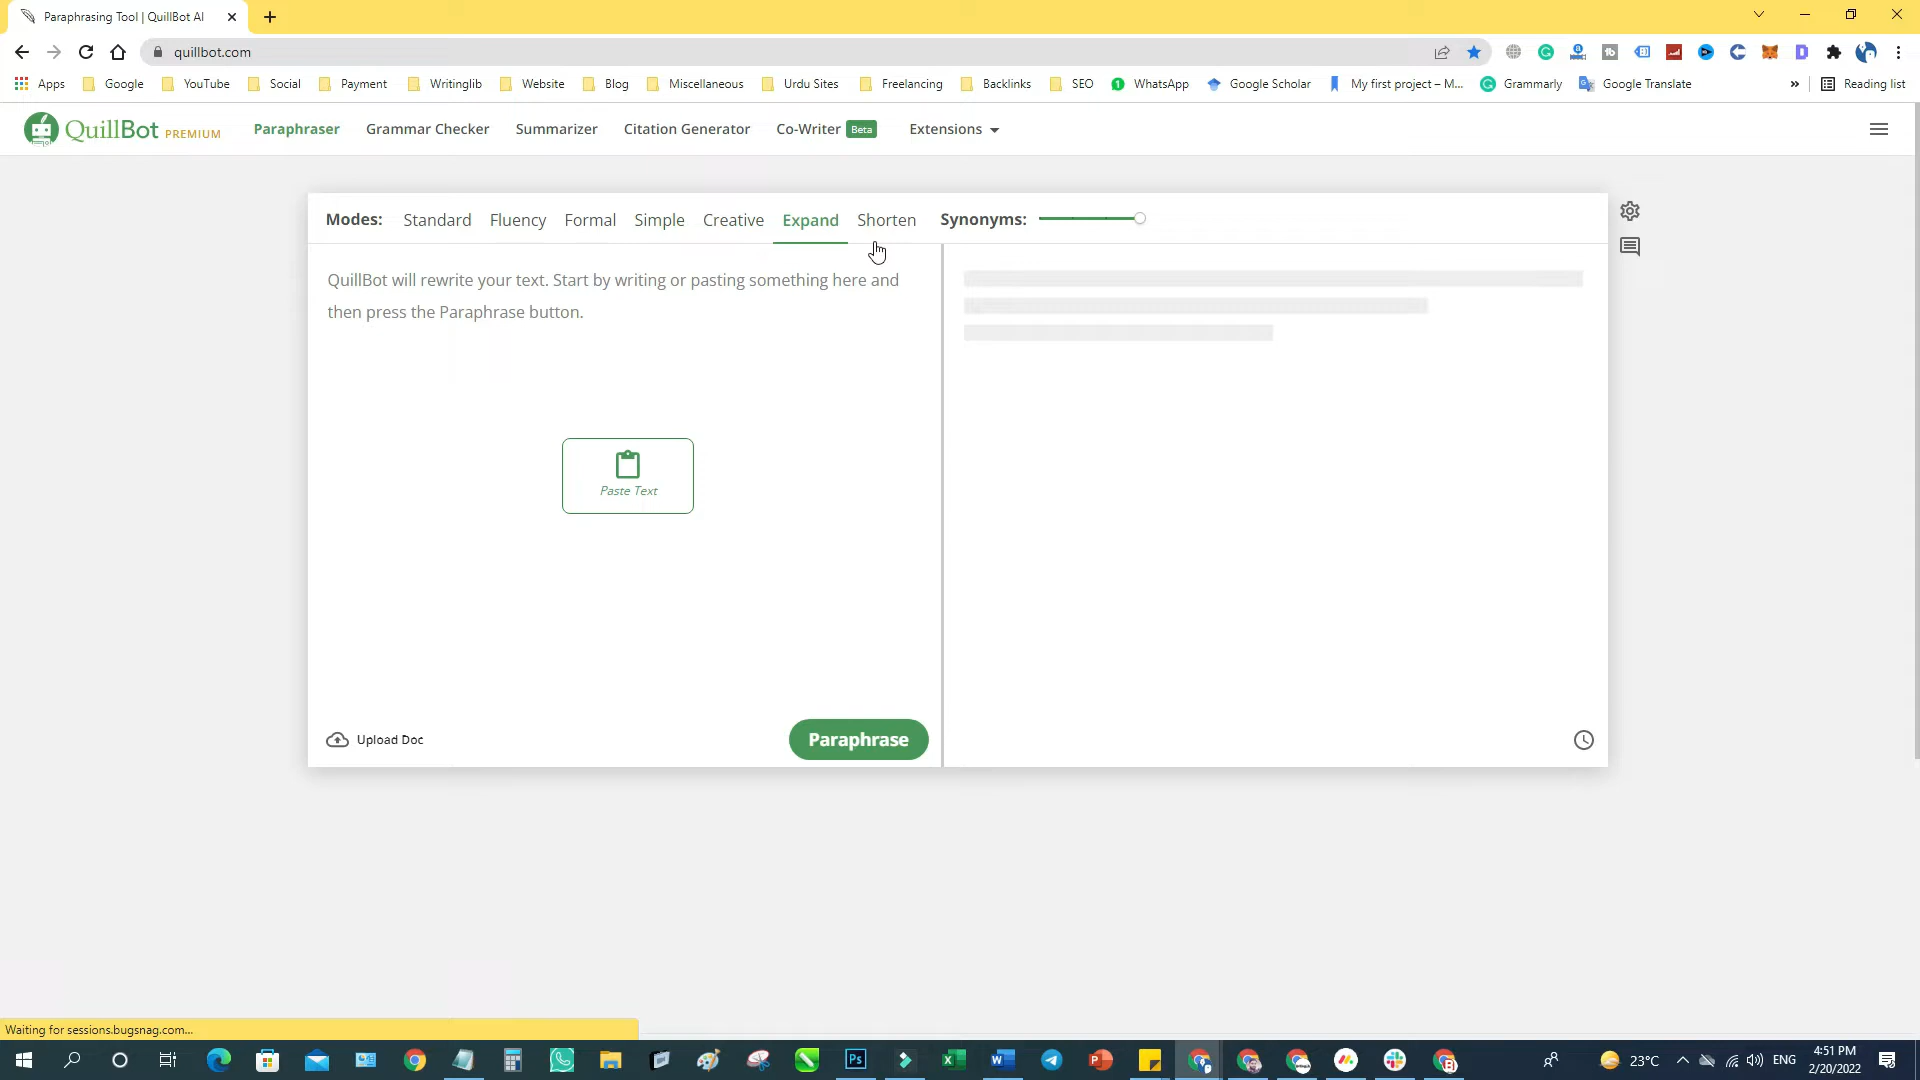 Paraphrasing Tool | QuillBot AI
quillbot.com
Apps Google YouTube Social Payment Writinglib Website Blog Miscellaneous Urdu Sites Freelancing Backlinks SEO WhatsApp Google Scholar My first project – M... Grammarly Google Translate » Reading list
QuillBot PREMIUM Paraphraser Grammar Checker Summarizer Citation Generator Co-Writer Beta Extensions
Modes: Standard Fluency Formal Simple Creative Expand Shorten Synonyms:
QuillBot will rewrite your text. Start by writing or pasting something here and
then press the Paraphrase button.
Paste Text
Upload Doc Paraphrase
Waiting for sessions.bugsnag.com...
23°C ENG 4:51 PM
2/20/2022